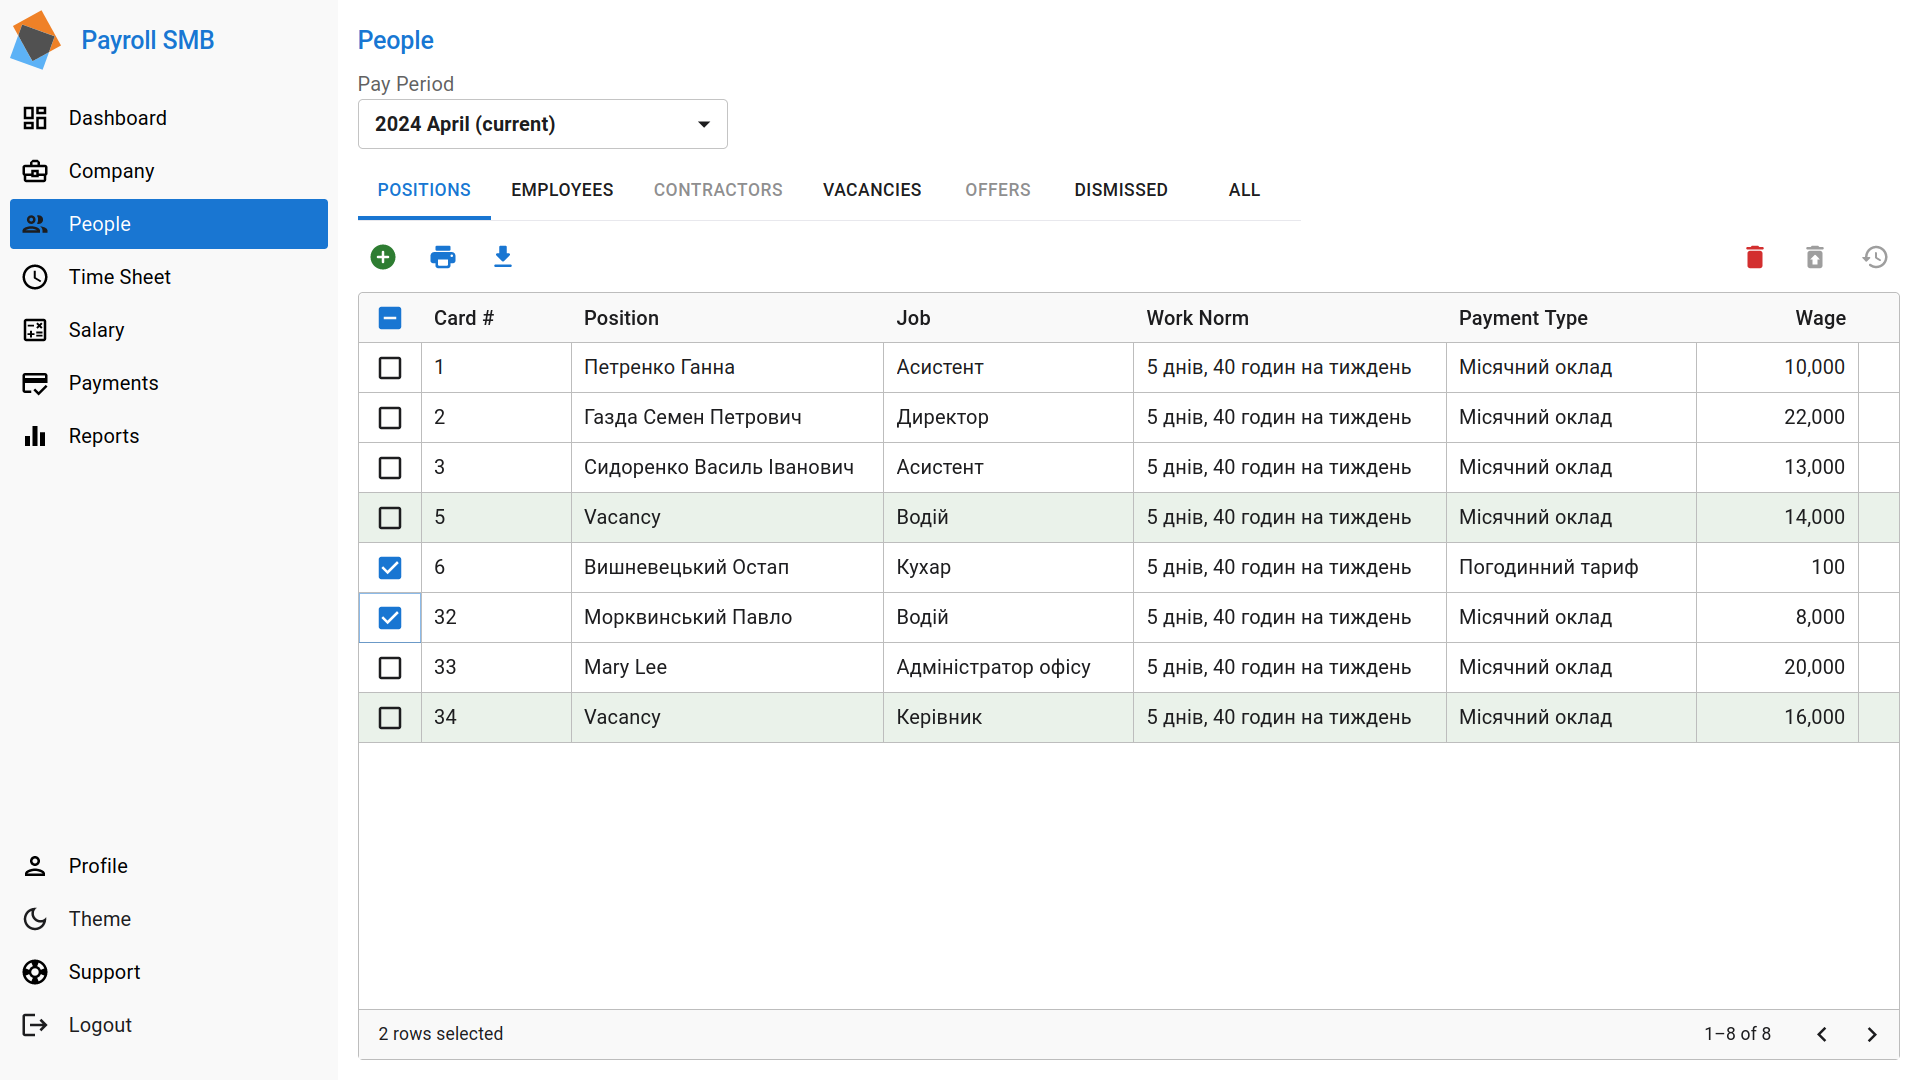 Payroll SMB
Dashboard
Company
People
Time Sheet
Salary
Payments
Reports
Profile
Theme
Support
Logout
People
Pay Period
2024 April (current)
POSITIONS EMPLOYEES CONTRACTORS VACANCIES OFFERS DISMISSED ALL
Card # Position Job Work Norm Payment Type Wage
1 Петренко Ганна Асистент 5 днів, 40 годин на тиждень Місячний оклад 10,000
2 Газда Семен Петрович Директор 5 днів, 40 годин на тиждень Місячний оклад 22,000
3 Сидоренко Василь Іванович Асистент 5 днів, 40 годин на тиждень Місячний оклад 13,000
5 Vacancy Водій 5 днів, 40 годин на тиждень Місячний оклад 14,000
6 Вишневецький Остап Кухар 5 днів, 40 годин на тиждень Погодинний тариф 100
32 Морквинський Павло Водій 5 днів, 40 годин на тиждень Місячний оклад 8,000
33 Mary Lee Адміністратор офісу 5 днів, 40 годин на тиждень Місячний оклад 20,000
34 Vacancy Керівник 5 днів, 40 годин на тиждень Місячний оклад 16,000
2 rows selected 1–8 of 8